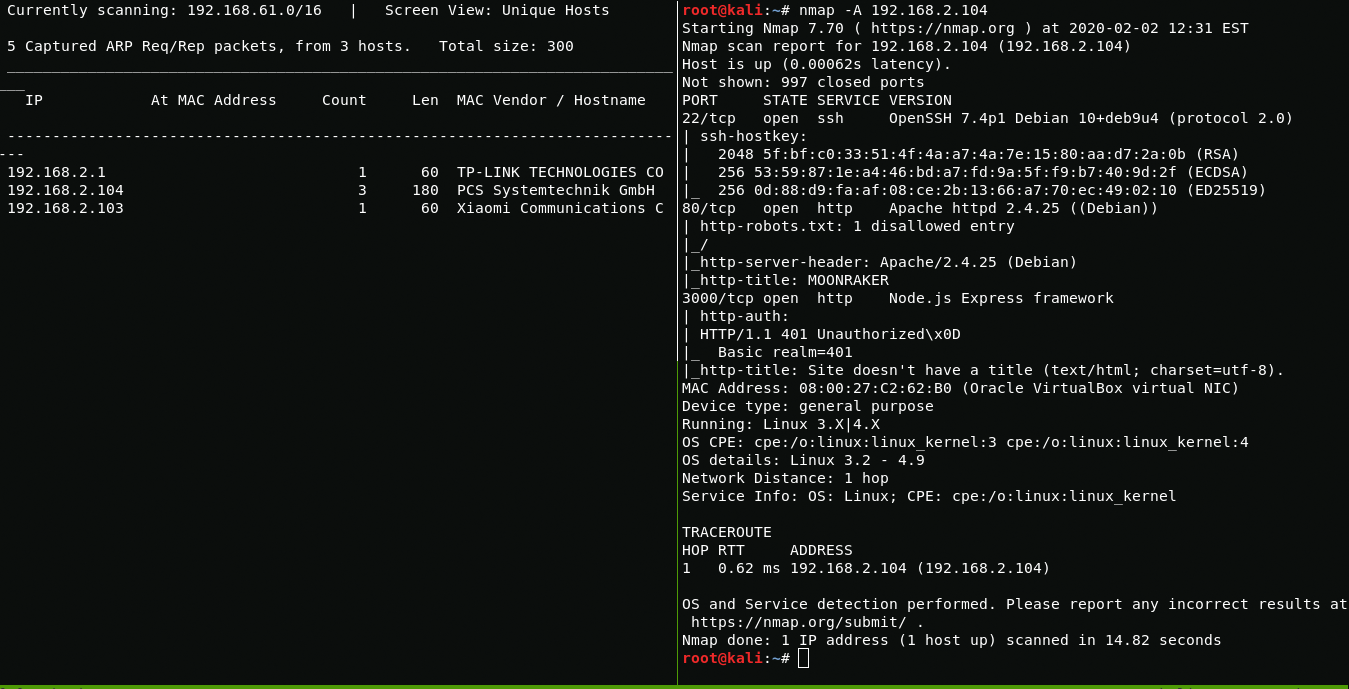 Currently scanning: 192.168.61.0/16   |   Screen View: Unique Hosts
5 Captured ARP Req/Rep packets, from 3 hosts.   Total size: 300
_____________________________________________________________________________
IP            At MAC Address     Count     Len  MAC Vendor / Hostname
-----------------------------------------------------------------------------
192.168.2.1                            1      60  TP-LINK TECHNOLOGIES CO
192.168.2.104                          3     180  PCS Systemtechnik GmbH
192.168.2.103                          1      60  Xiaomi Communications C
root@kali:~# nmap -A 192.168.2.104
Starting Nmap 7.70 ( https://nmap.org ) at 2020-02-02 12:31 EST
Nmap scan report for 192.168.2.104 (192.168.2.104)
Host is up (0.00062s latency).
Not shown: 997 closed ports
PORT     STATE SERVICE VERSION
22/tcp   open  ssh     OpenSSH 7.4p1 Debian 10+deb9u4 (protocol 2.0)
| ssh-hostkey:
|   2048 5f:bf:c0:33:51:4f:4a:a7:4a:7e:15:80:aa:d7:2a:0b (RSA)
|   256 53:59:87:1e:a4:46:bd:a7:fd:9a:5f:f9:b7:40:9d:2f (ECDSA)
|_  256 0d:88:d9:fa:af:08:ce:2b:13:66:a7:70:ec:49:02:10 (ED25519)
80/tcp   open  http    Apache httpd 2.4.25 ((Debian))
| http-robots.txt: 1 disallowed entry
|_/
|_http-server-header: Apache/2.4.25 (Debian)
|_http-title: MOONRAKER
3000/tcp open  http    Node.js Express framework
| http-auth:
| HTTP/1.1 401 Unauthorized\x0D
|_  Basic realm=401
|_http-title: Site doesn't have a title (text/html; charset=utf-8).
MAC Address: 08:00:27:C2:62:B0 (Oracle VirtualBox virtual NIC)
Device type: general purpose
Running: Linux 3.X|4.X
OS CPE: cpe:/o:linux:linux_kernel:3 cpe:/o:linux:linux_kernel:4
OS details: Linux 3.2 - 4.9
Network Distance: 1 hop
Service Info: OS: Linux; CPE: cpe:/o:linux:linux_kernel
TRACEROUTE
HOP RTT     ADDRESS
1   0.62 ms 192.168.2.104 (192.168.2.104)
OS and Service detection performed. Please report any incorrect results at
https://nmap.org/submit/ .
Nmap done: 1 IP address (1 host up) scanned in 14.82 seconds
root@kali:~#